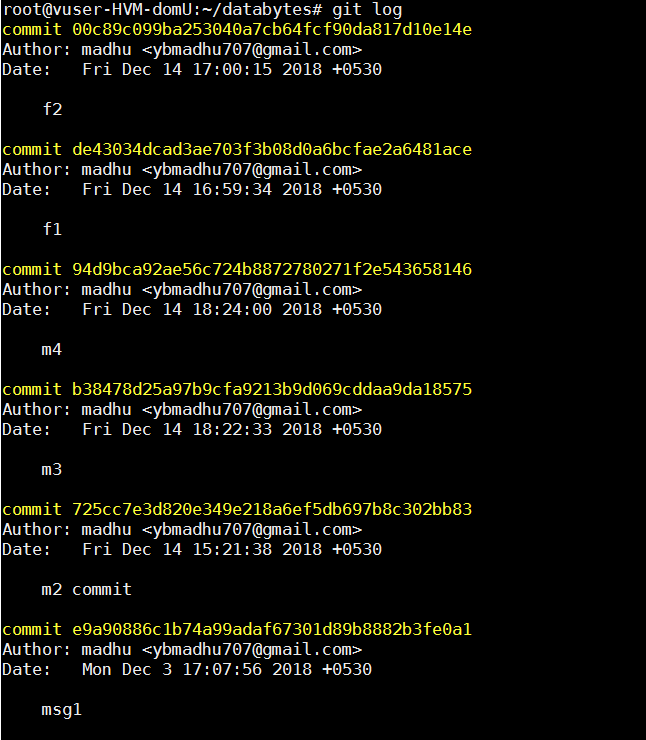 root@vuser-HVM-domU:~/databytes# git log
commit 00c89c099ba253040a7cb64fcf90da817d10e14e
Author: madhu <ybmadhu707@gmail.com>
Date:   Fri Dec 14 17:00:15 2018 +0530
f2
commit de43034dcad3ae703f3b08d0a6bcfae2a6481ace
Author: madhu <ybmadhu707@gmail.com>
Date:   Fri Dec 14 16:59:34 2018 +0530
f1
commit 94d9bca92ae56c724b8872780271f2e543658146
Author: madhu <ybmadhu707@gmail.com>
Date:   Fri Dec 14 18:24:00 2018 +0530
m4
commit b38478d25a97b9cfa9213b9d069cddaa9da18575
Author: madhu <ybmadhu707@gmail.com>
Date:   Fri Dec 14 18:22:33 2018 +0530
m3
commit 725cc7e3d820e349e218a6ef5db697b8c302bb83
Author: madhu <ybmadhu707@gmail.com>
Date:   Fri Dec 14 15:21:38 2018 +0530
m2 commit
commit e9a90886c1b74a99adaf67301d89b8882b3fe0a1
Author: madhu <ybmadhu707@gmail.com>
Date:   Mon Dec 3 17:07:56 2018 +0530
msg1